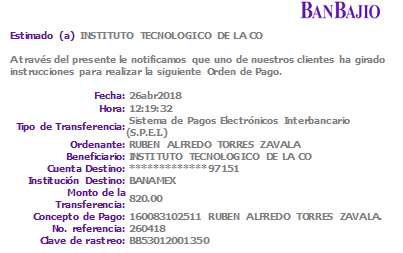 BANBAJIO
Estimado (a) INSTITUTO TECNOLOGICO DE LA CO
A través del presente le notificamos que uno de nuestros clientes ha girado
instrucciones para realizar la siguiente Orden de Pago.
Fecha: 26abr2018
Hora: 12:19:32
Tipo de Transferencia: Sistema de Pagos Electrónicos Interbancario
(S.P.E.I.)
Ordenante: RUBEN ALFREDO TORRES ZAVALA
Beneficiario: INSTITUTO TECNOLOGICO DE LA CO
Cuenta Destino: *************97151
Institución Destino: BANAMEX
Monto de la
Transferencia: 820.00
Concepto de Pago: 160083102511 RUBEN ALFREDO TORRES ZAVALA.
No. referencia: 260418
Clave de rastreo: BB53012001350